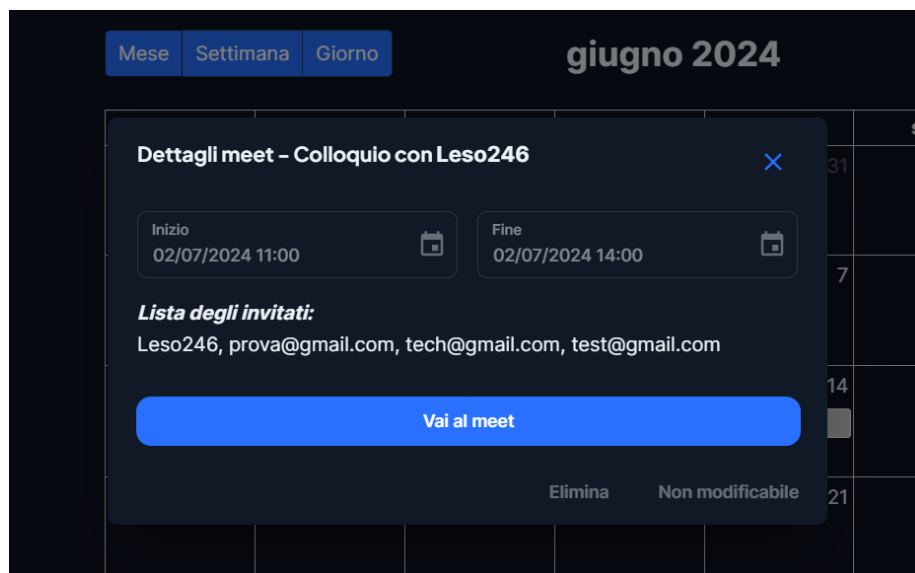 Mese Settimana Giorno
giugno 2024
Dettagli meet – Colloquio con Leso246
31
Inizio
02/07/2024 11:00
Fine
02/07/2024 14:00
7
Lista degli invitati:
Leso246, prova@gmail.com, tech@gmail.com, test@gmail.com
14
Vai al meet
Elimina Non modificabile
21